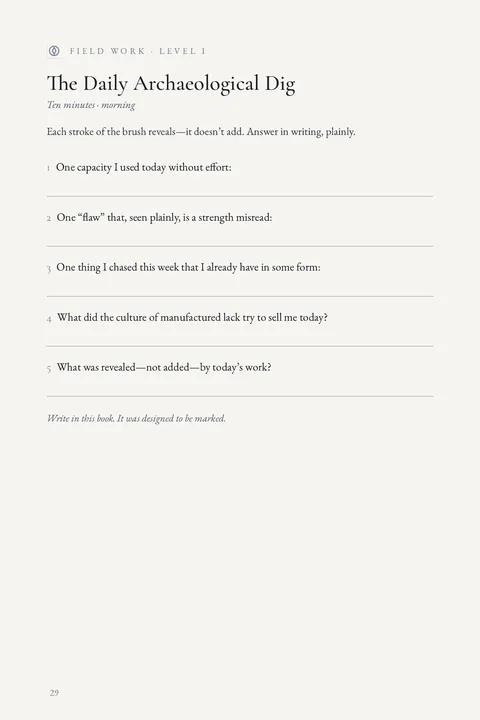 FIELD WORK · LEVEL I
The Daily Archaeological Dig
Ten minutes · morning
Each stroke of the brush reveals—it doesn’t add. Answer in writing, plainly.
1 One capacity I used today without effort:
2 One “flaw” that, seen plainly, is a strength misread:
3 One thing I chased this week that I already have in some form:
4 What did the culture of manufactured lack try to sell me today?
5 What was revealed—not added—by today’s work?
Write in this book. It was designed to be marked.
29